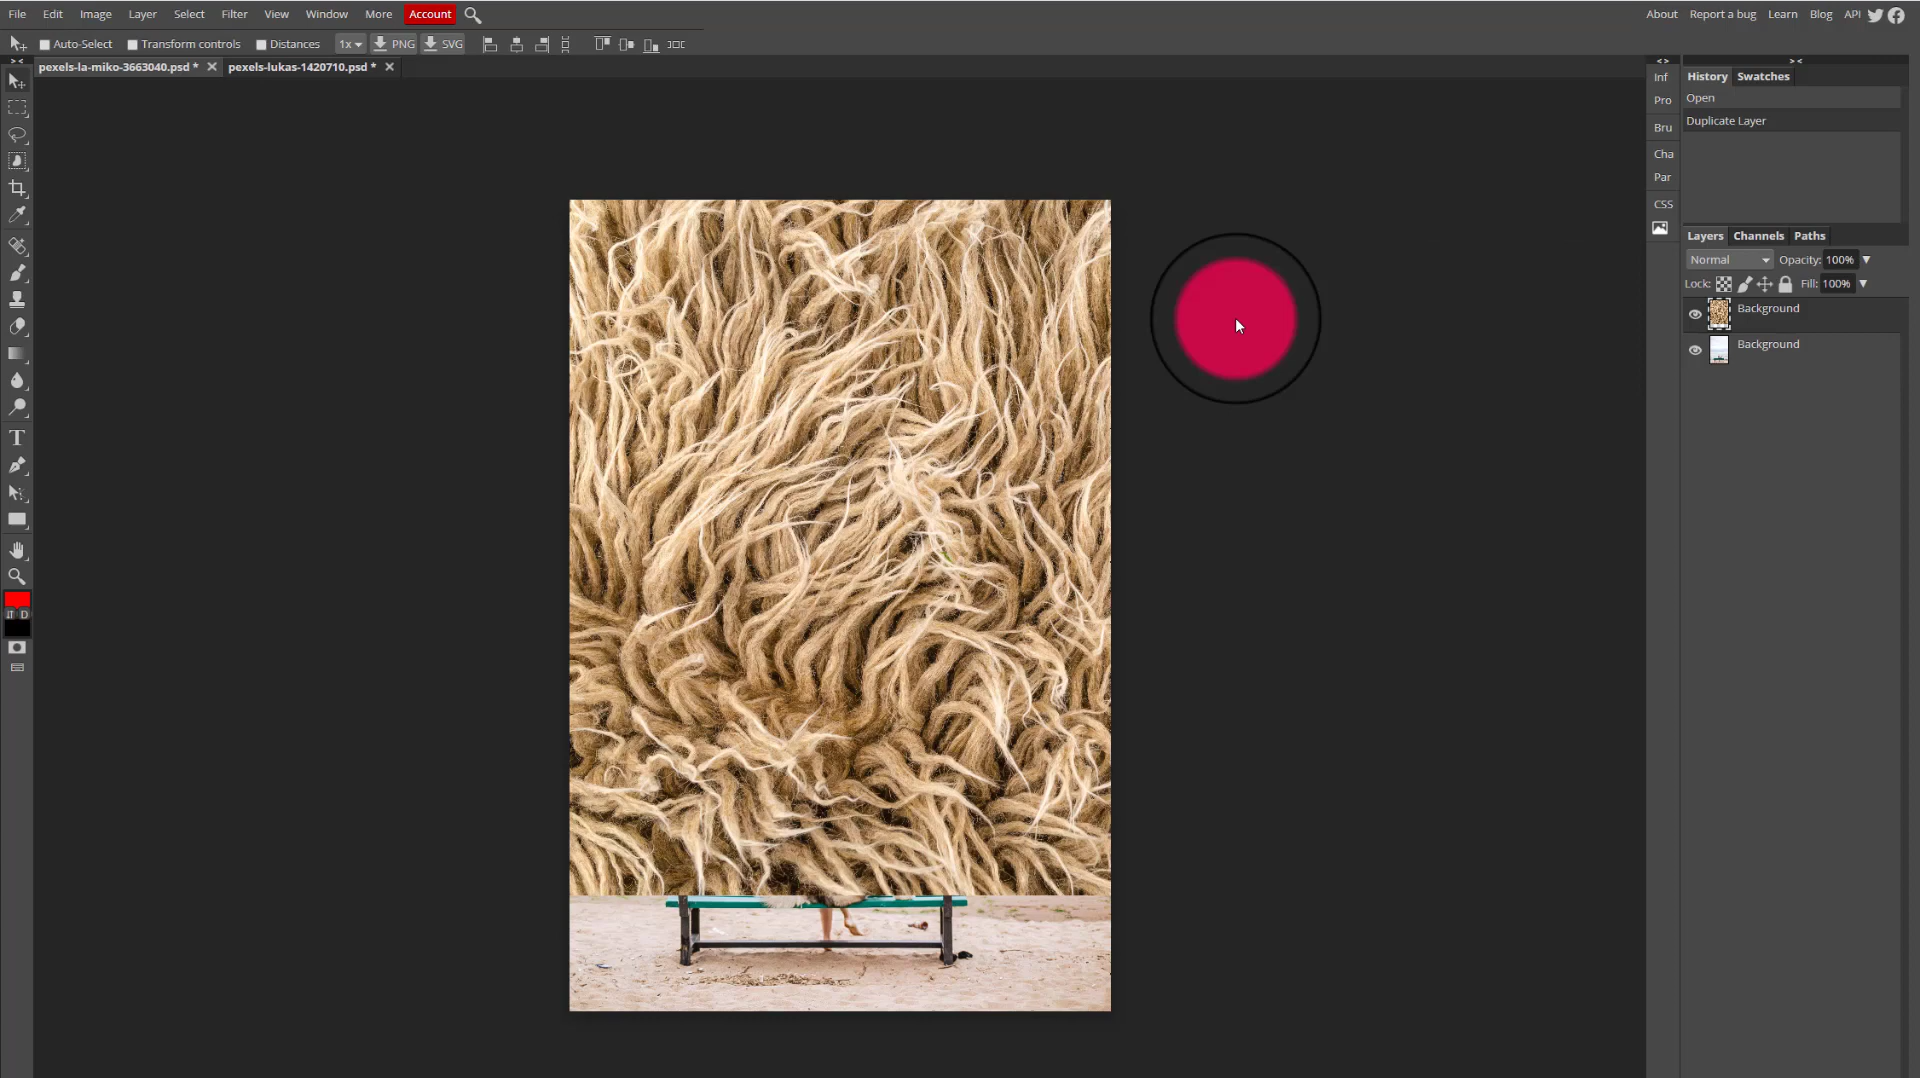 File Edit Image Layer Select Filter View Window More Account
About Report a bug Learn Blog API
Auto-Select Transform controls Distances 1x PNG SVG
pexels-la-miko-3663040.psd * pexels-lukas-1420710.psd *
Inf
Pro
Bru
Cha
Par
CSS
History Swatches
Open
Duplicate Layer
Layers Channels Paths
Normal Opacity: 100%
Lock: Fill: 100%
Background
Background
T
D